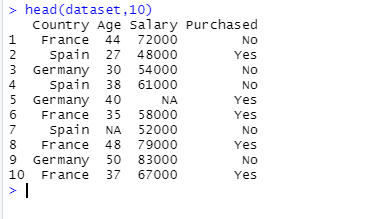 > head(dataset,10)
   Country Age Salary Purchased
1   France  44  72000        No
2    Spain  27  48000       Yes
3  Germany  30  54000        No
4    Spain  38  61000        No
5  Germany  40     NA       Yes
6   France  35  58000       Yes
7    Spain  NA  52000        No
8   France  48  79000       Yes
9  Germany  50  83000        No
10  France  37  67000       Yes
>